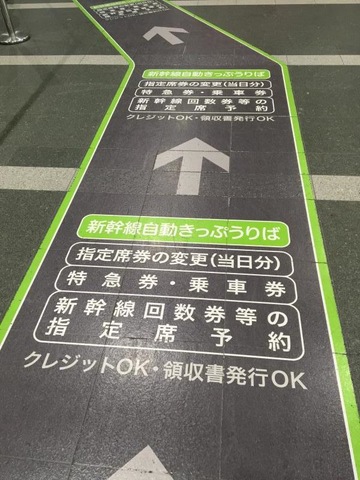 新幹線自動きっぷうりば
指定席券の変更(当日分)
特急券・乗車券
新幹線回数券等の
指定席予約
クレジットOK・領収書発行OK
新幹線自動きっぷうりば
指定席券の変更(当日分)
特急券・乗車券
新幹線回数券等の
指定席予約
クレジットOK・領収書発行OK